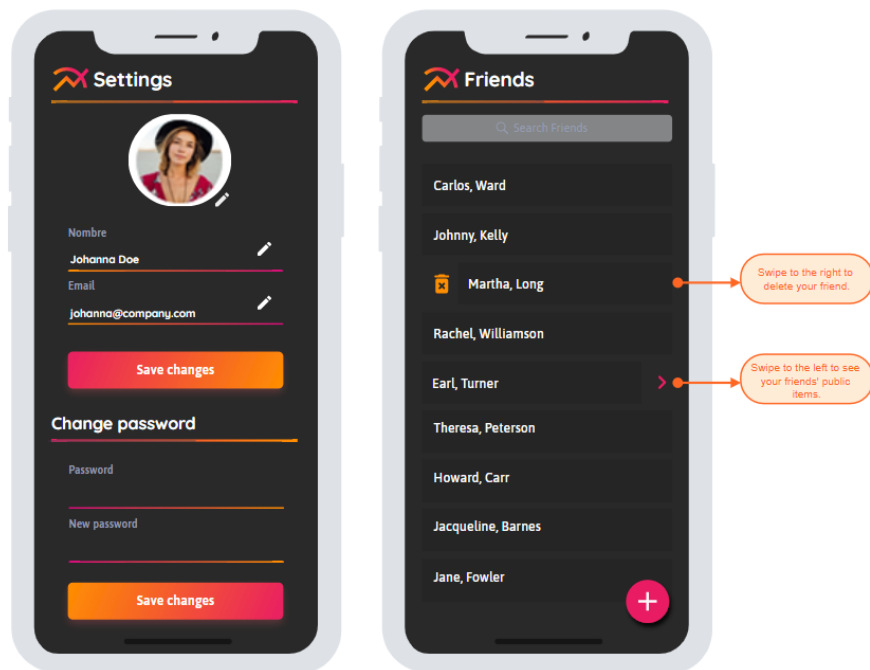 Settings
Nombre
Johanna Doe
Email
johanna@company.com
Save changes
Change password
Password
New password
Save changes
Friends
Search Friends
Carlos, Ward
Johnny, Kelly
Martha, Long
Rachel, Williamson
Earl, Turner
Theresa, Peterson
Howard, Carr
Jacqueline, Barnes
Jane, Fowler
Swipe to the right to
delete your friend.
Swipe to the left to see
your friends' public
items.